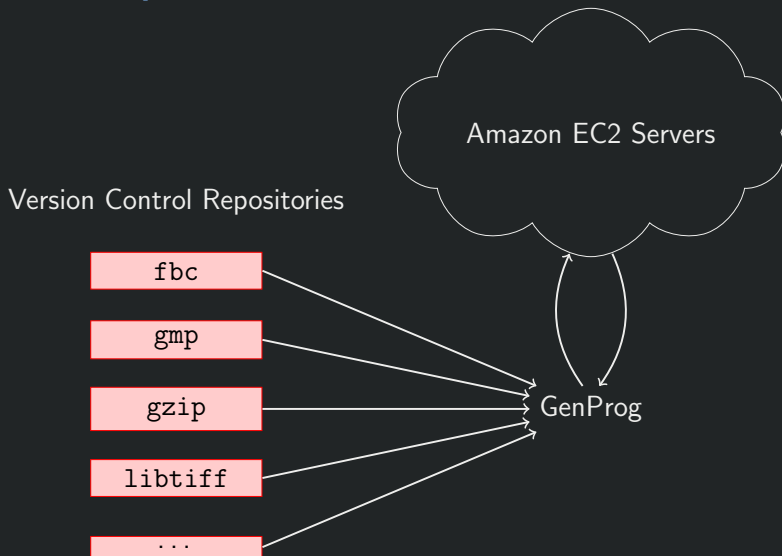 Amazon EC2 Servers
Version Control Repositories
fbc
gmp
gzip
GenProg
libtiff
...